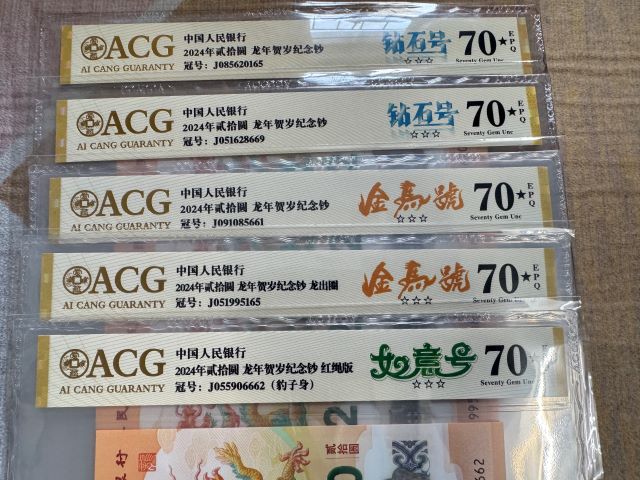 ACG
AI CANG GUARANTY
中国人民银行
2024年贰拾圆 龙年贺岁纪念钞
冠号：J085620165
钻石号
☆☆☆
70★
EPQ
Seventy Gem Unc
ACG
AI CANG GUARANTY
中国人民银行
2024年贰拾圆 龙年贺岁纪念钞
冠号：J051628669
钻石号
☆☆☆
70★
EPQ
Seventy Gem Unc
ACG
AI CANG GUARANTY
中国人民银行
2024年贰拾圆 龙年贺岁纪念钞
冠号：J091085661
金馬號
☆☆☆
70★
EPQ
Seventy Gem Unc
ACG
AI CANG GUARANTY
中国人民银行
2024年贰拾圆 龙年贺岁纪念钞 龙出圈
冠号：J051995165
金馬號
☆☆☆
70★
EPQ
Seventy Gem Unc
ACG
AI CANG GUARANTY
中国人民银行
2024年贰拾圆 龙年贺岁纪念钞 红绳版
冠号：J055906662（豹子身）
如意号
☆☆☆
70★
Seventy Gem Unc
银行
贰拾圆
662